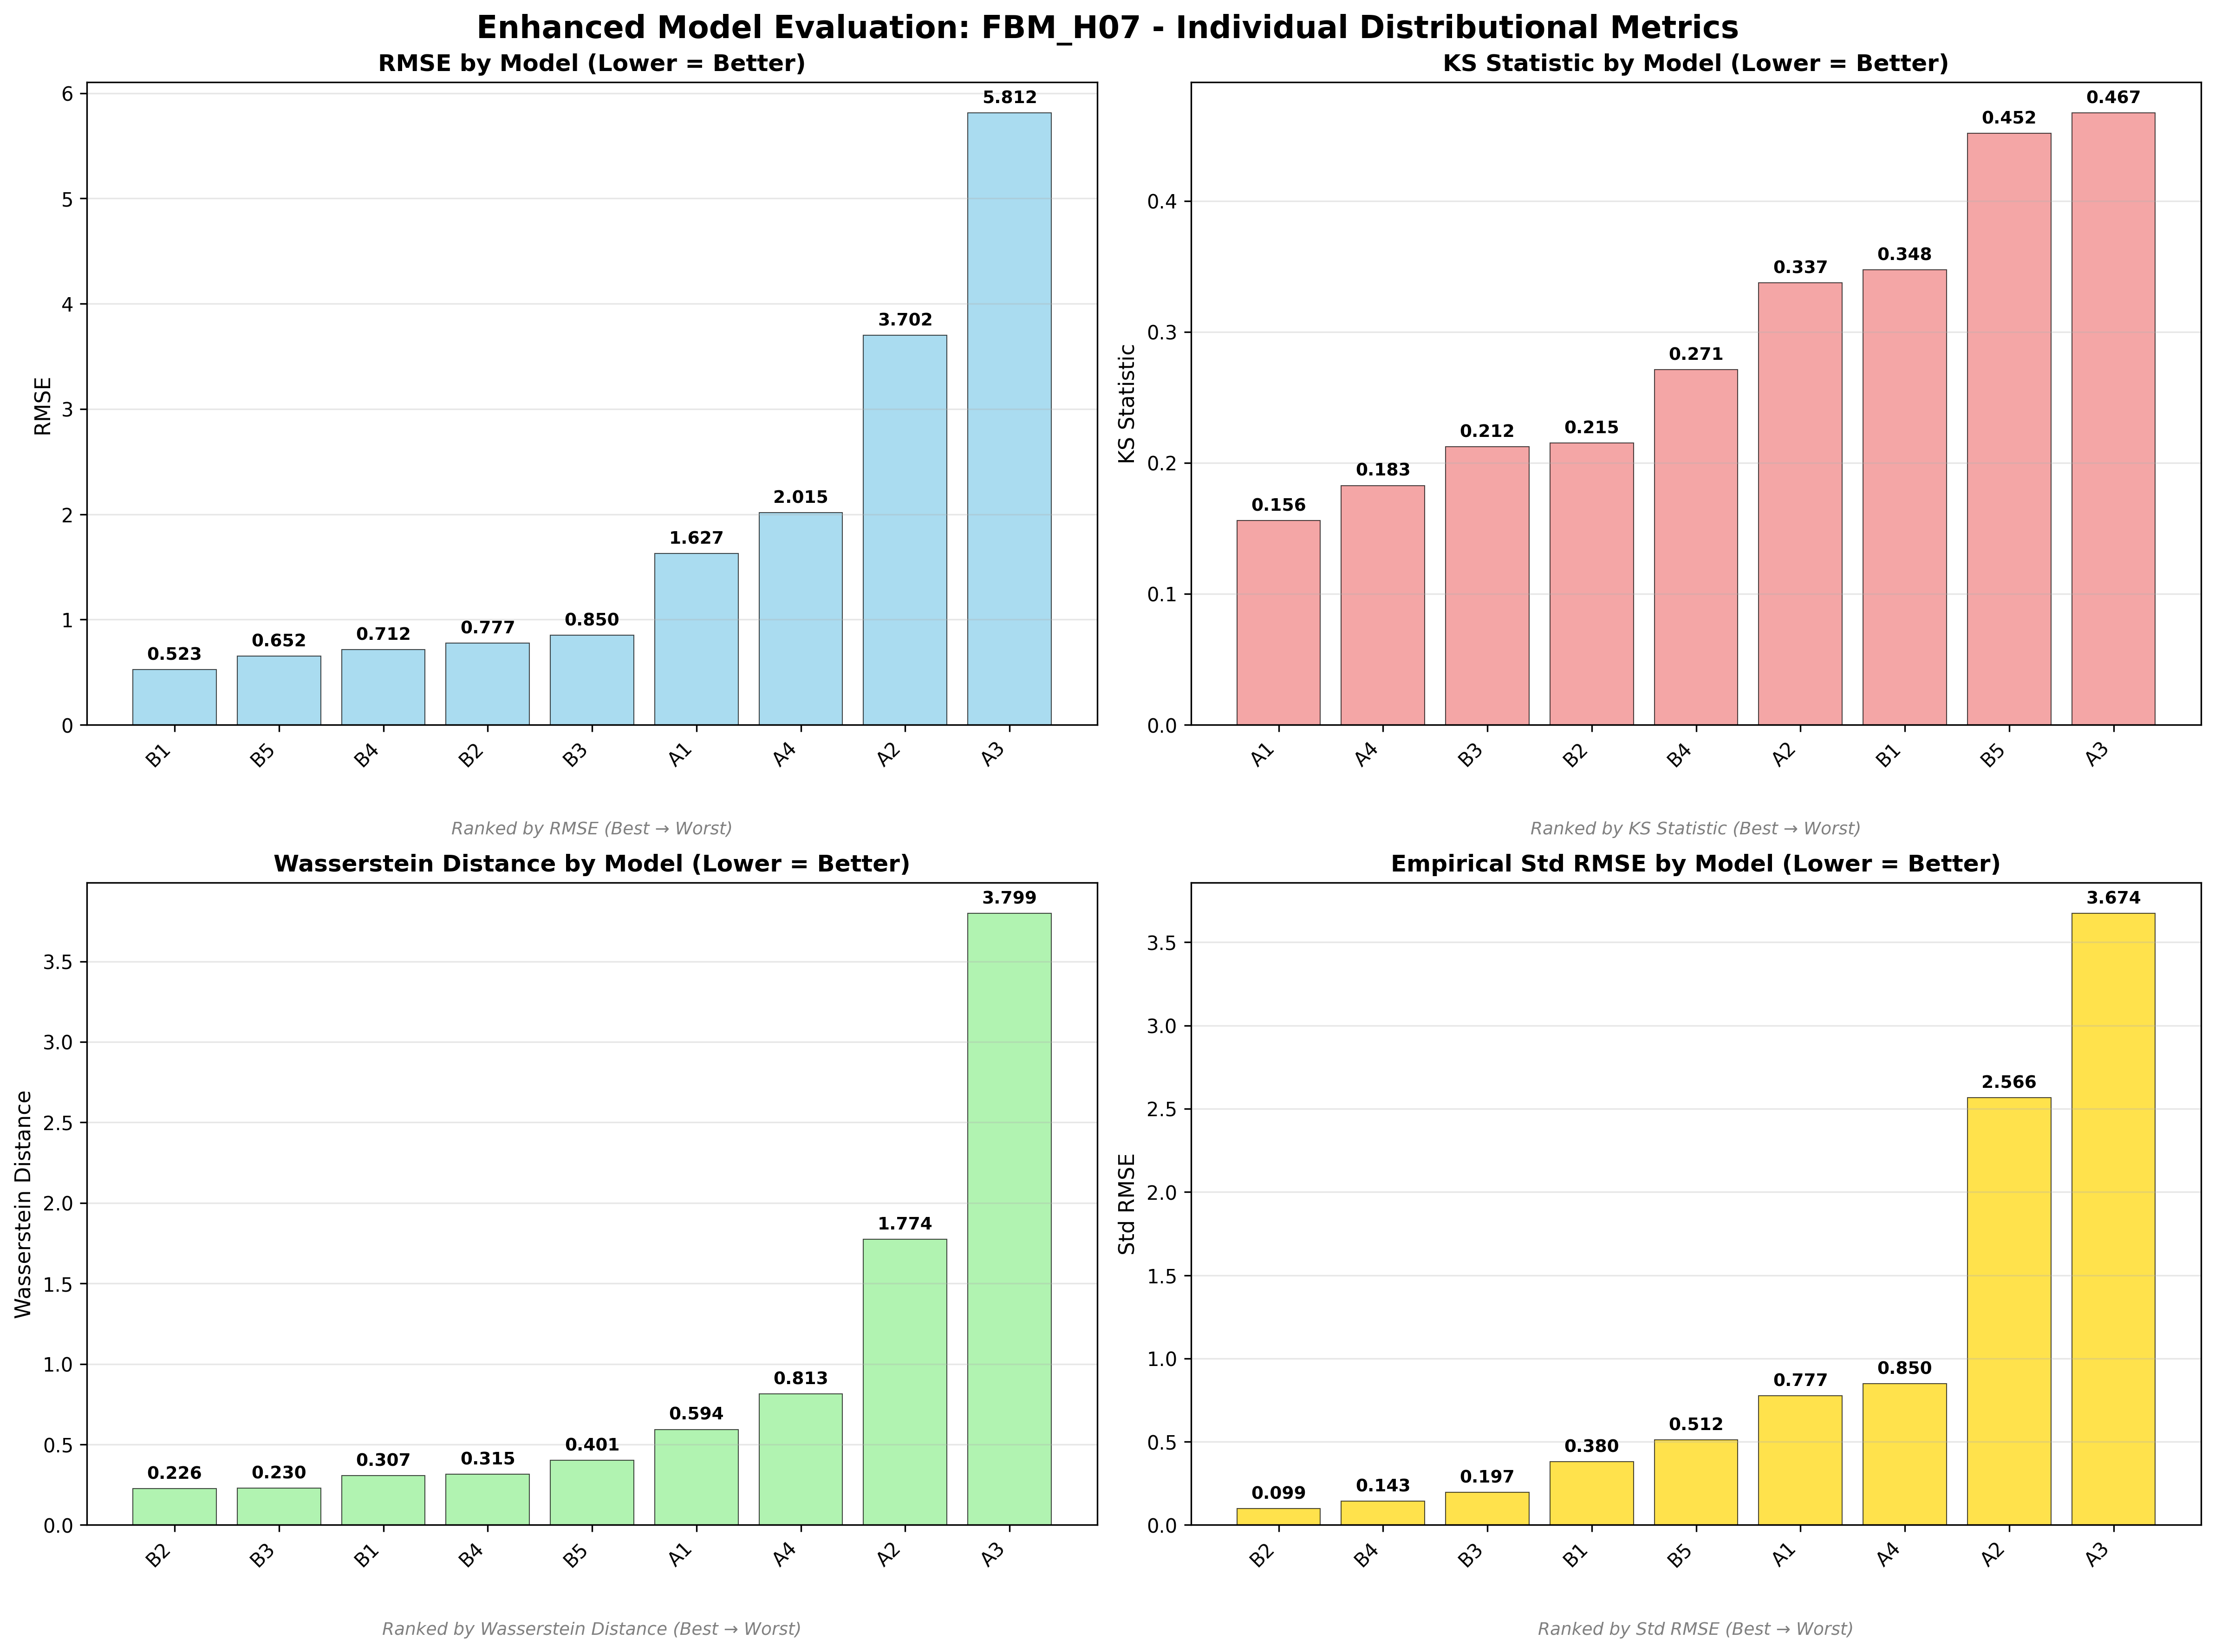 Enhanced Model Evaluation: FBM_H07 - Individual Distributional Metrics
RMSE by Model (Lower = Better)
RMSE
6
5
4
3
2
1
0
0.523
0.652
0.712
0.777
0.850
1.627
2.015
3.702
5.812
B1
B5
B4
B2
B3
A1
A4
A2
A3
Ranked by RMSE (Best → Worst)
KS Statistic by Model (Lower = Better)
KS Statistic
0.4
0.3
0.2
0.1
0.0
0.156
0.183
0.212
0.215
0.271
0.337
0.348
0.452
0.467
A1
A4
B3
B2
B4
A2
B1
B5
A3
Ranked by KS Statistic (Best → Worst)
Wasserstein Distance by Model (Lower = Better)
Wasserstein Distance
3.5
3.0
2.5
2.0
1.5
1.0
0.5
0.0
0.226
0.230
0.307
0.315
0.401
0.594
0.813
1.774
3.799
B2
B3
B1
B4
B5
A1
A4
A2
A3
Ranked by Wasserstein Distance (Best → Worst)
Empirical Std RMSE by Model (Lower = Better)
Std RMSE
3.5
3.0
2.5
2.0
1.5
1.0
0.5
0.0
0.099
0.143
0.197
0.380
0.512
0.777
0.850
2.566
3.674
B2
B4
B3
B1
B5
A1
A4
A2
A3
Ranked by Std RMSE (Best → Worst)